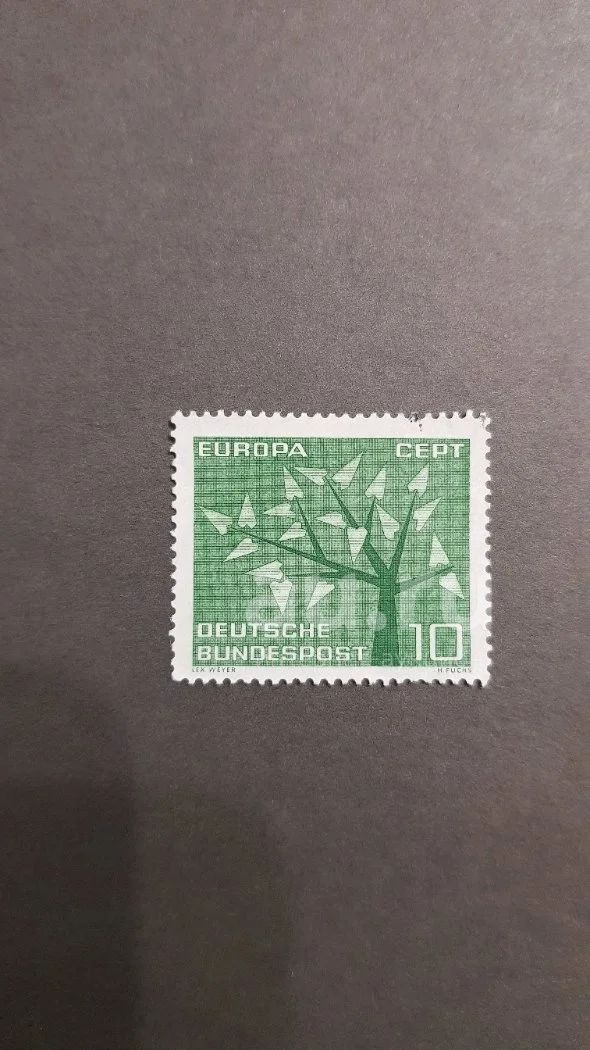 EUROPA CEPT
DEUTSCHE
BUNDESPOST
10
LEX WEYER
H. FUCHS